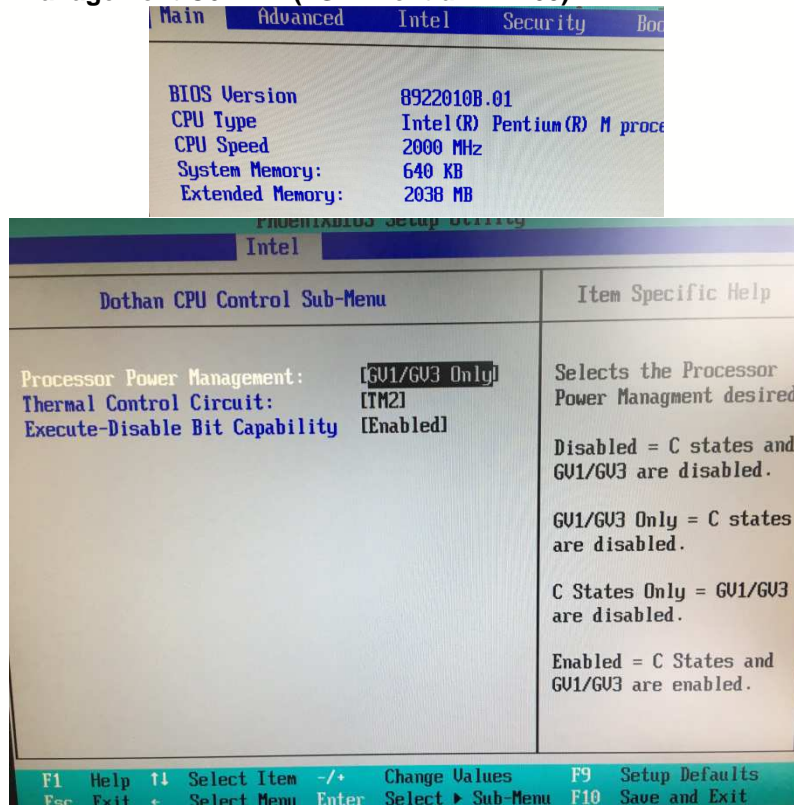 Main Advanced Intel Security
BIOS Version 8922010B.01
CPU Type Intel(R) Pentium(R) M
CPU Speed 2000 MHz
System Memory: 640 KB
Extended Memory: 2038 MB
PhoenixBIOS Setup Utility
Intel
Dothan CPU Control Sub-Menu
Item Specific Help
Processor Power Management: [GV1/GV3 Only]
Thermal Control Circuit: [TM2]
Execute-Disable Bit Capability [Enabled]
Selects the Processor
Power Managment desired
Disabled = C states and
GV1/GV3 are disabled.
GV1/GV3 Only = C states
are disabled.
C States Only = GV1/GV3
are disabled.
Enabled = C States and
GV1/GV3 are enabled.
F1 Help ↑↓ Select Item -/+ Change Values F9 Setup Defaults
Esc Exit ← Select Menu Enter Select ▶ Sub-Menu F10 Save and Exit